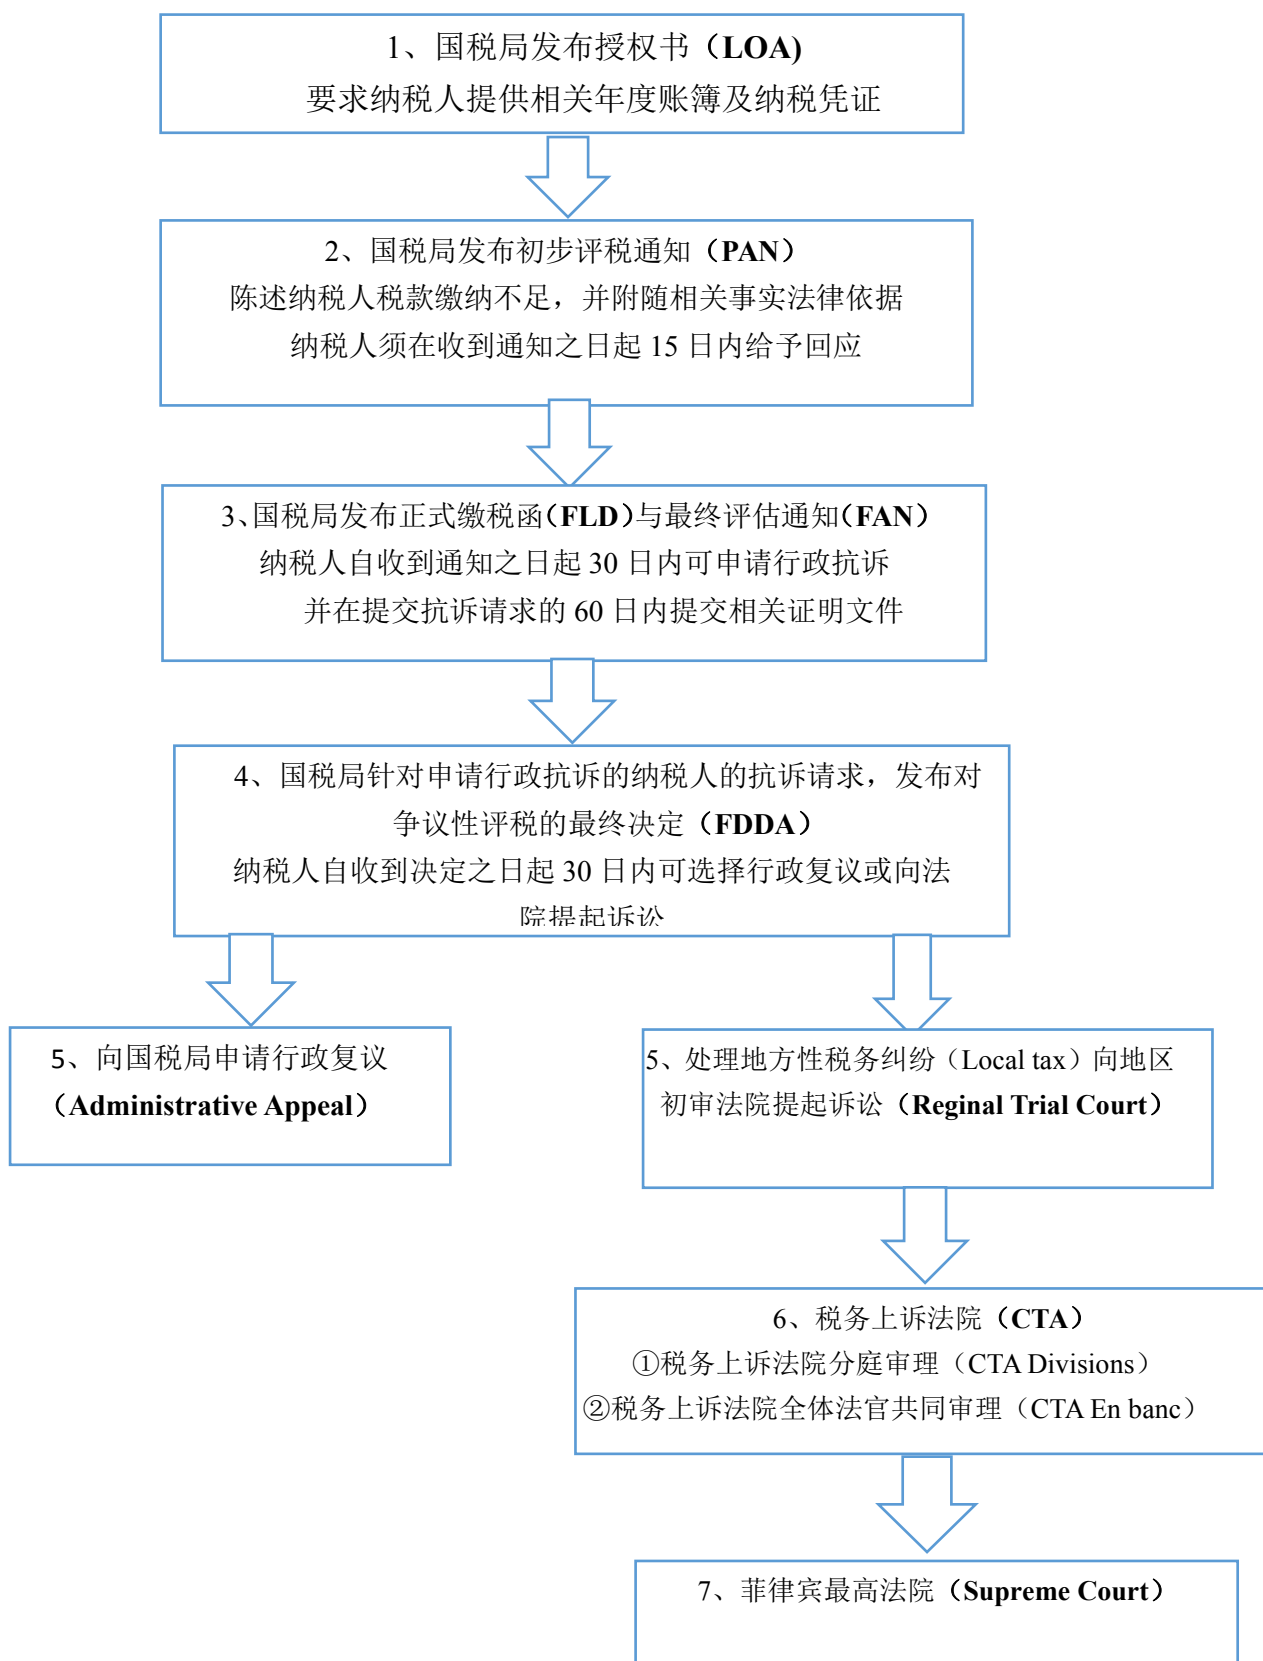 1、国税局发布授权书（LOA)
要求纳税人提供相关年度账簿及纳税凭证
2、国税局发布初步评税通知（PAN）
陈述纳税人税款缴纳不足，并附随相关事实法律依据
纳税人须在收到通知之日起 15 日内给予回应
3、国税局发布正式缴税函（FLD）与最终评估通知（FAN）
纳税人自收到通知之日起 30 日内可申请行政抗诉
并在提交抗诉请求的 60 日内提交相关证明文件
4、国税局针对申请行政抗诉的纳税人的抗诉请求，发布对
争议性评税的最终决定（FDDA）
纳税人自收到决定之日起 30 日内可选择行政复议或向法
院提起诉讼
5、向国税局申请行政复议
（Administrative Appeal）
5、处理地方性税务纠纷（Local tax）向地区
初审法院提起诉讼（Reginal Trial Court）
6、税务上诉法院（CTA）
①税务上诉法院分庭审理（CTA Divisions）
②税务上诉法院全体法官共同审理（CTA En banc）
7、菲律宾最高法院（Supreme Court）